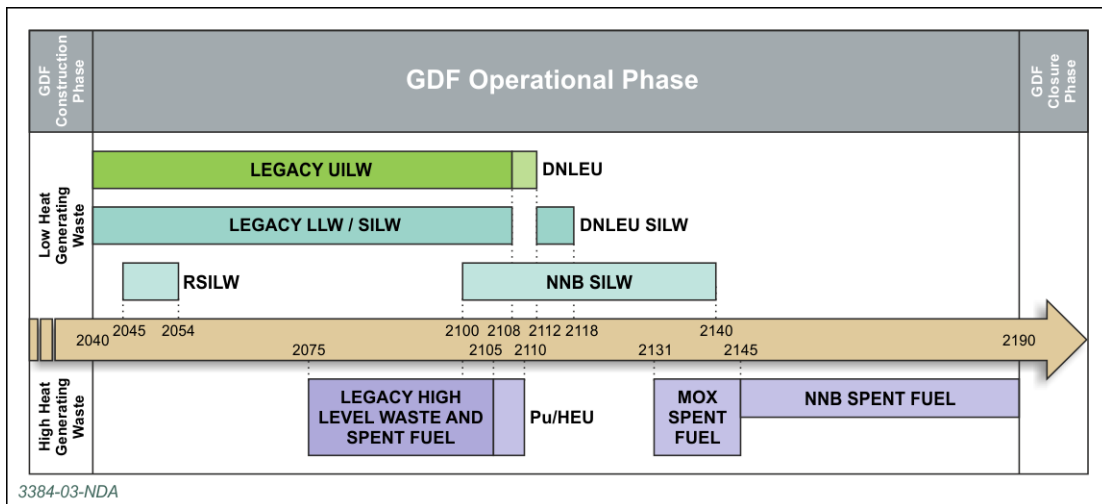 GDF
Construction
Phase
GDF Operational Phase
GDF
Closure
Phase
Low Heat
Generating
Waste
LEGACY UILW
DNLEU
LEGACY LLW / SILW
DNLEU SILW
RSILW
NNB SILW
2040
2045
2054
2075
2100
2105
2108
2110
2112
2118
2131
2140
2145
2190
High Heat
Generating
Waste
LEGACY HIGH
LEVEL WASTE AND
SPENT FUEL
Pu/HEU
MOX
SPENT
FUEL
NNB SPENT FUEL
3384-03-NDA